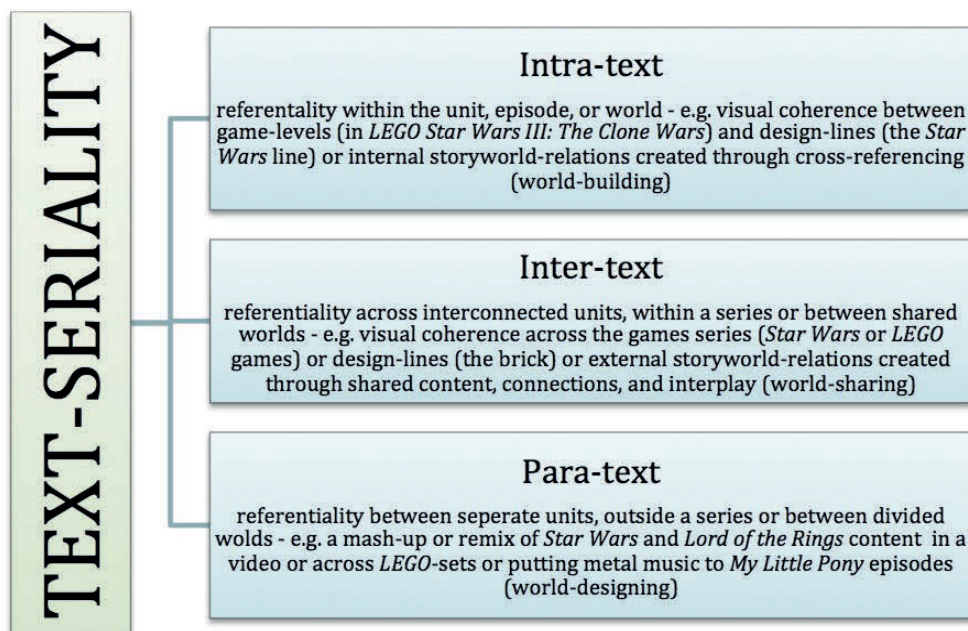 TEXT-SERIALITY
Intra-text
referentality within the unit, episode, or world - e.g. visual coherence between
game-levels (in LEGO Star Wars III: The Clone Wars) and design-lines (the Star
Wars line) or internal storyworld-relations created through cross-referencing
(world-building)
Inter-text
referentiality across interconnected units, within a series or between shared
worlds - e.g. visual coherence across the games series (Star Wars or LEGO
games) or design-lines (the brick) or external storyworld-relations created
through shared content, connections, and interplay (world-sharing)
Para-text
referentiality between seperate units, outside a series or between divided
wolds - e.g. a mash-up or remix of Star Wars and Lord of the Rings content in a
video or across LEGO-sets or putting metal music to My Little Pony episodes
(world-designing)